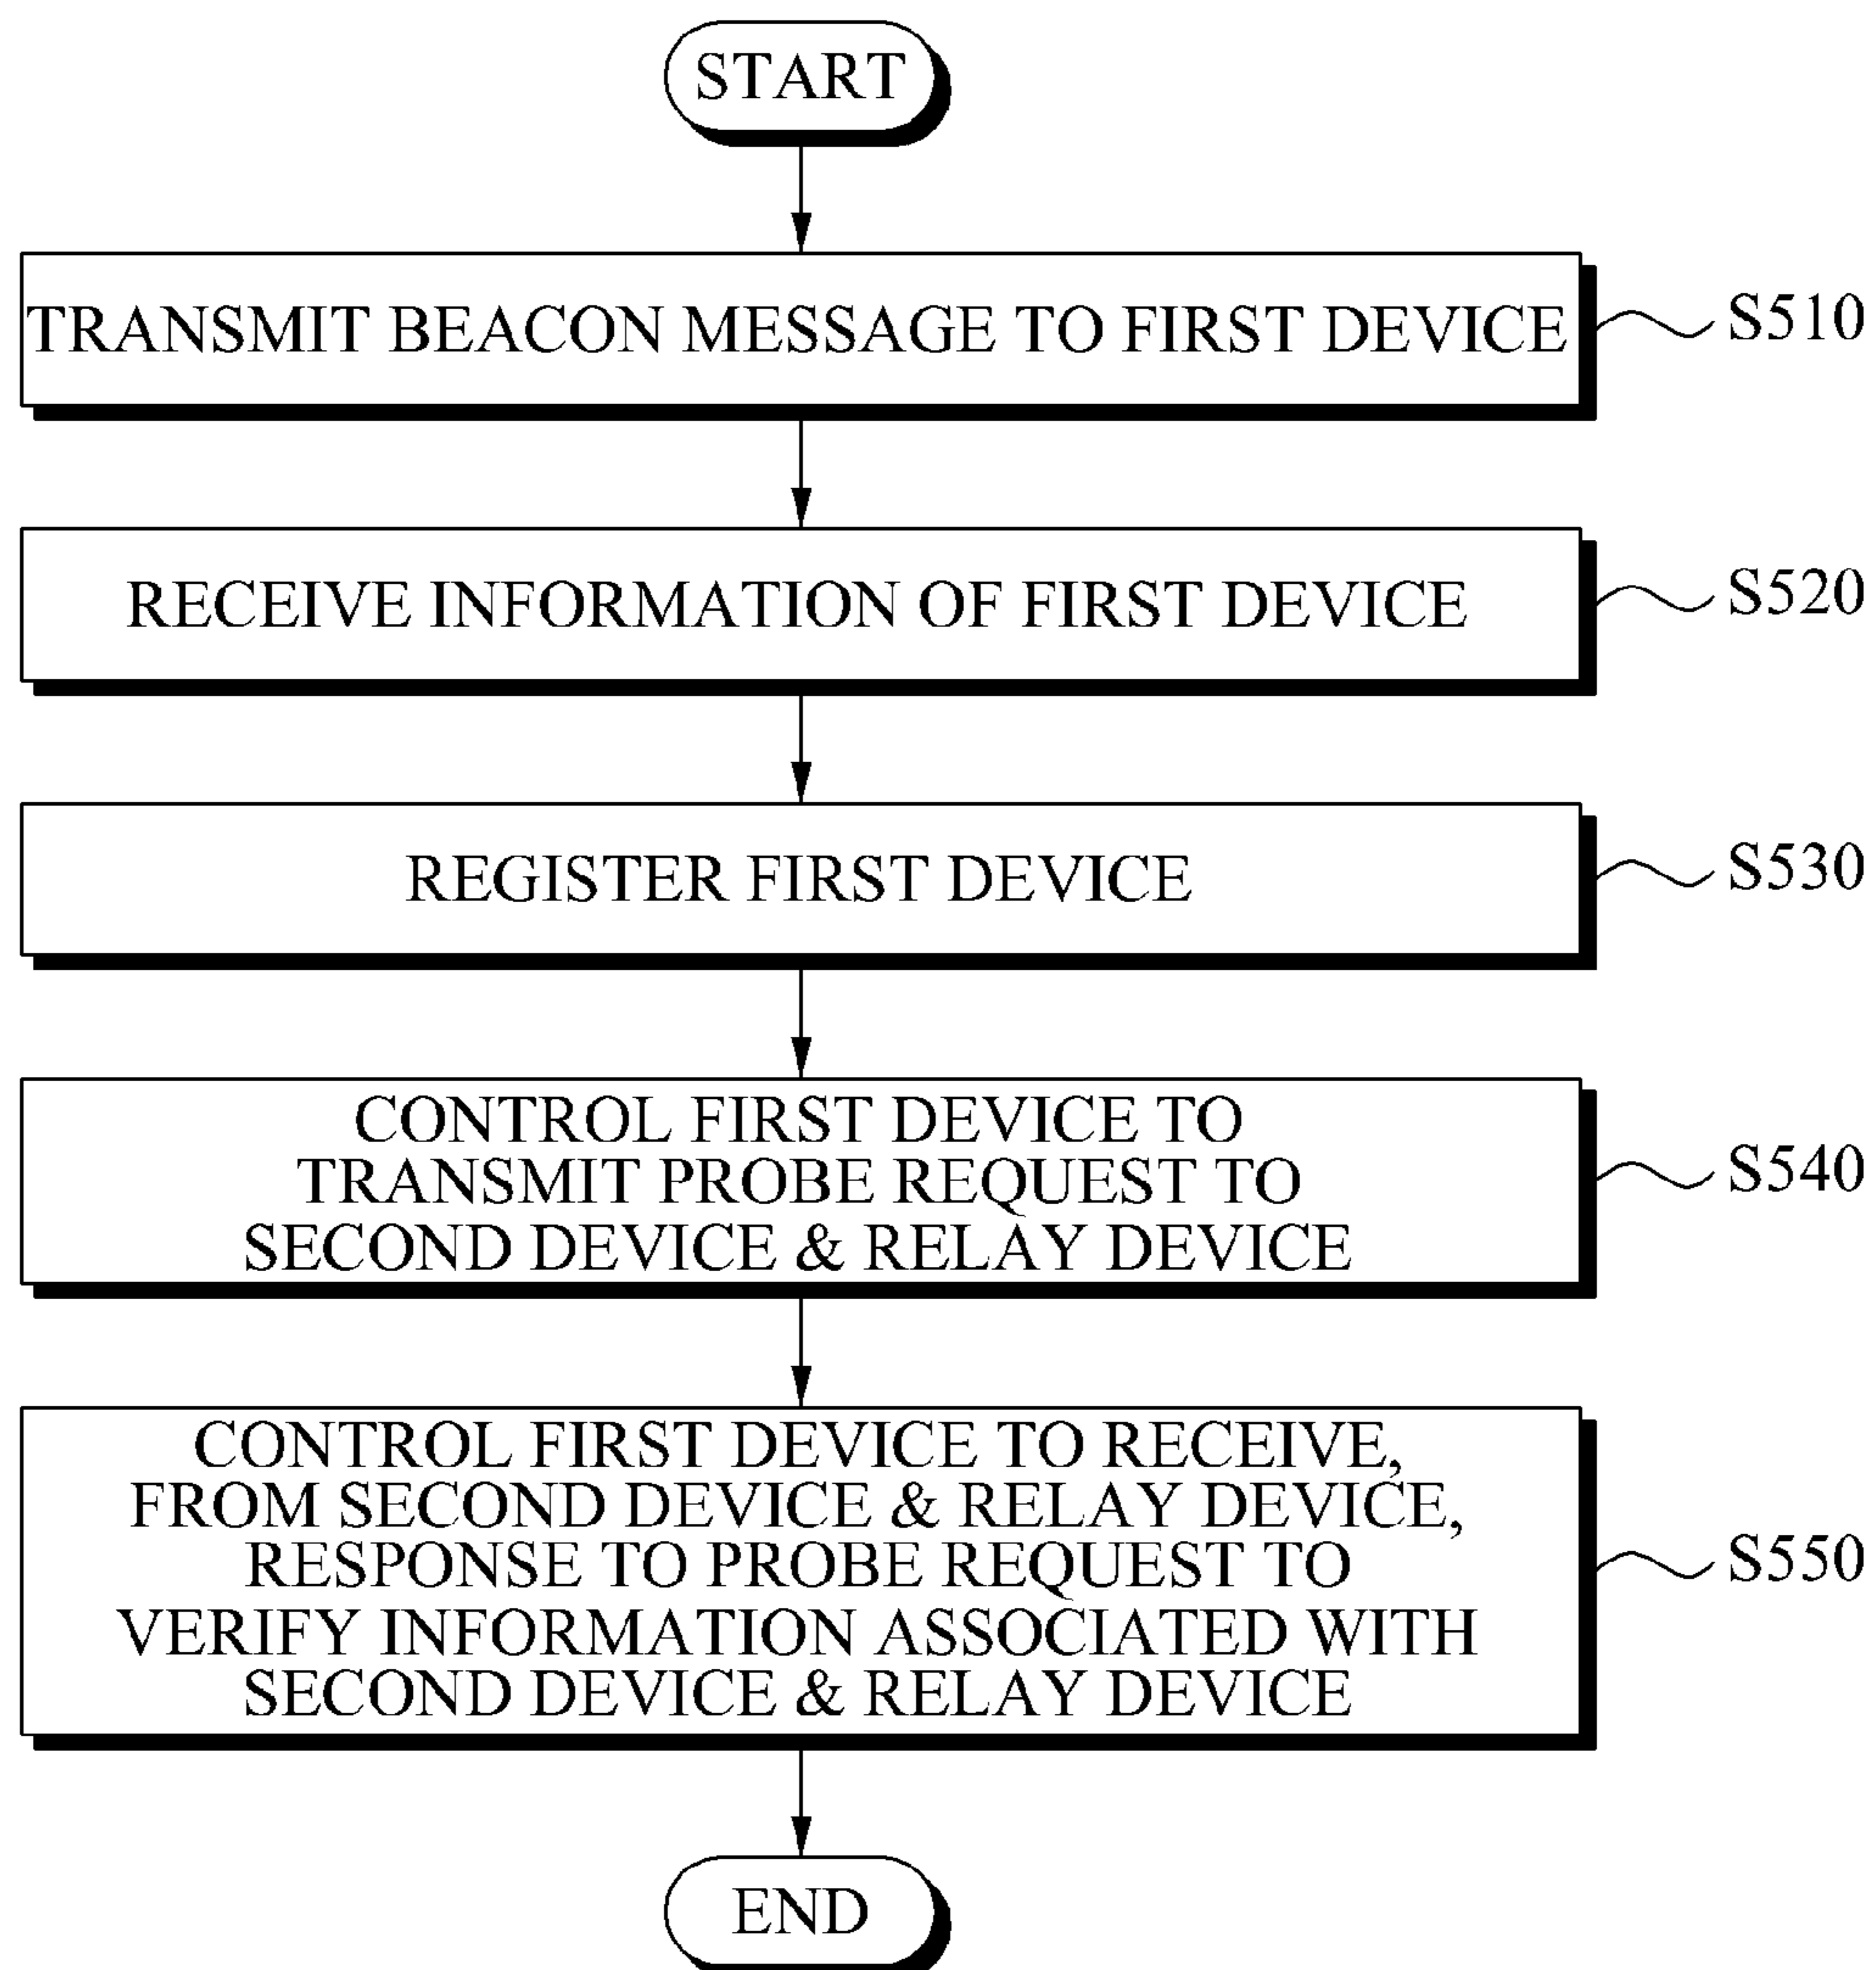 START
TRANSMIT BEACON MESSAGE TO FIRST DEVICE
S510
RECEIVE INFORMATION OF FIRST DEVICE
S520
REGISTER FIRST DEVICE
S530
CONTROL FIRST DEVICE TO
TRANSMIT PROBE REQUEST TO
SECOND DEVICE & RELAY DEVICE
S540
CONTROL FIRST DEVICE TO RECEIVE,
FROM SECOND DEVICE & RELAY DEVICE,
RESPONSE TO PROBE REQUEST TO
VERIFY INFORMATION ASSOCIATED WITH
SECOND DEVICE & RELAY DEVICE
S550
END